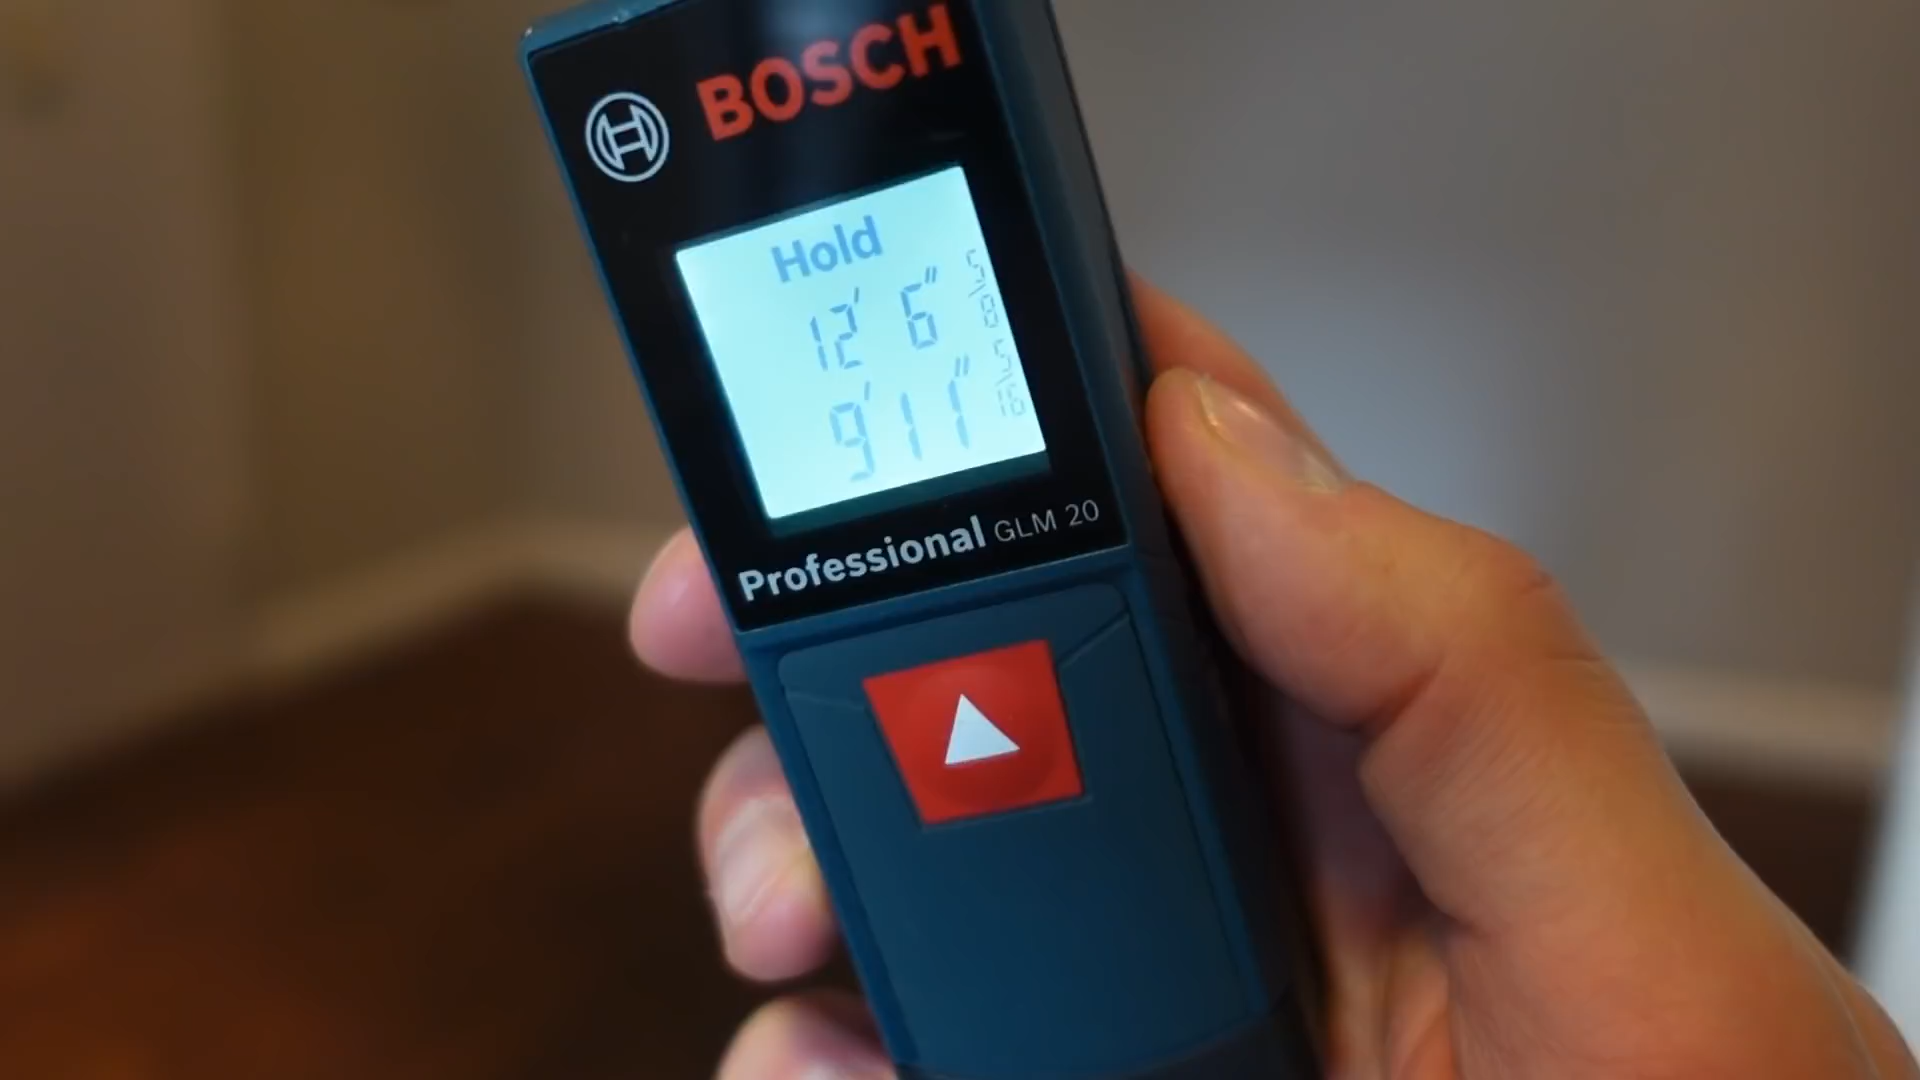 BOSCH
Hold
12' 6" 5/8
9' 11" 5/16
Professional GLM 20